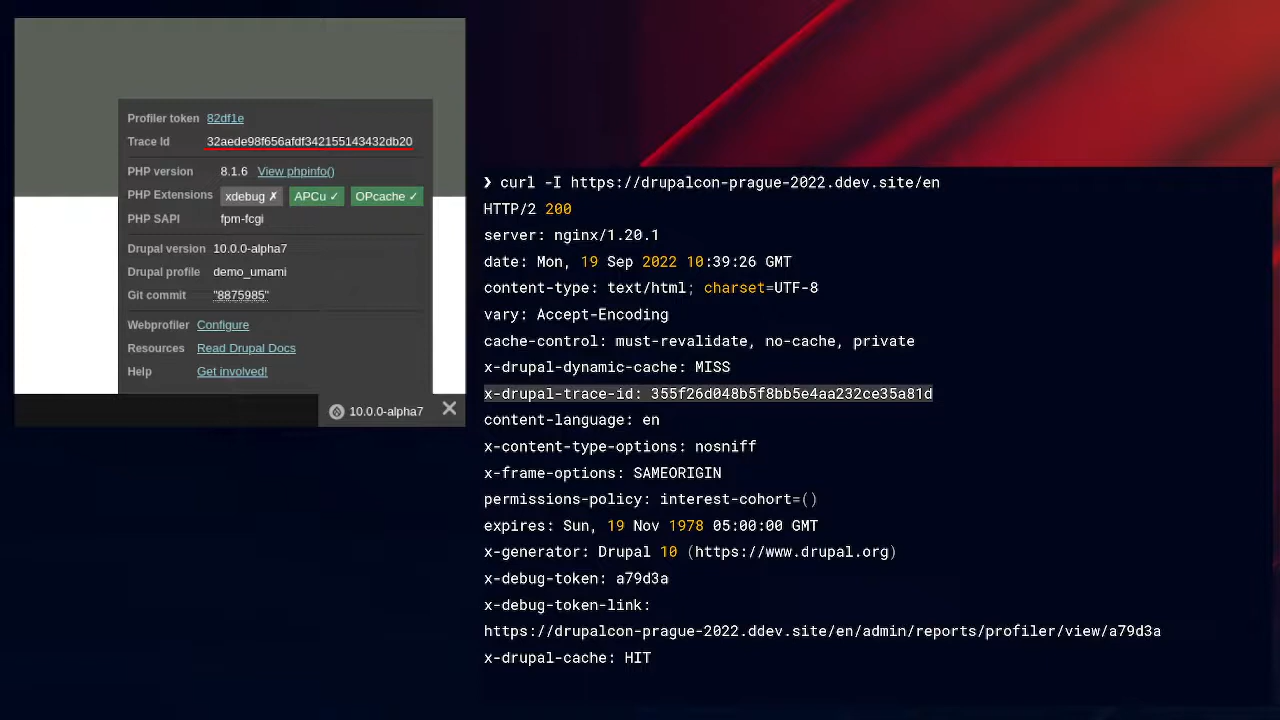 Profiler token 82df1e
Trace Id 32aede98f656afdf342155143432db20
PHP version 8.1.6 View phpinfo()
PHP Extensions xdebug ✗ APCu ✓ OPcache ✓
PHP SAPI fpm-fcgi
Drupal version 10.0.0-alpha7
Drupal profile demo_umami
Git commit "8875985"
Webprofiler Configure
Resources Read Drupal Docs
Help Get involved!
10.0.0-alpha7 ✕
❯ curl -I https://drupalcon-prague-2022.ddev.site/en
HTTP/2 200
server: nginx/1.20.1
date: Mon, 19 Sep 2022 10:39:26 GMT
content-type: text/html; charset=UTF-8
vary: Accept-Encoding
cache-control: must-revalidate, no-cache, private
x-drupal-dynamic-cache: MISS
x-drupal-trace-id: 355f26d048b5f8bb5e4aa232ce35a81d
content-language: en
x-content-type-options: nosniff
x-frame-options: SAMEORIGIN
permissions-policy: interest-cohort=()
expires: Sun, 19 Nov 1978 05:00:00 GMT
x-generator: Drupal 10 (https://www.drupal.org)
x-debug-token: a79d3a
x-debug-token-link:
https://drupalcon-prague-2022.ddev.site/en/admin/reports/profiler/view/a79d3a
x-drupal-cache: HIT